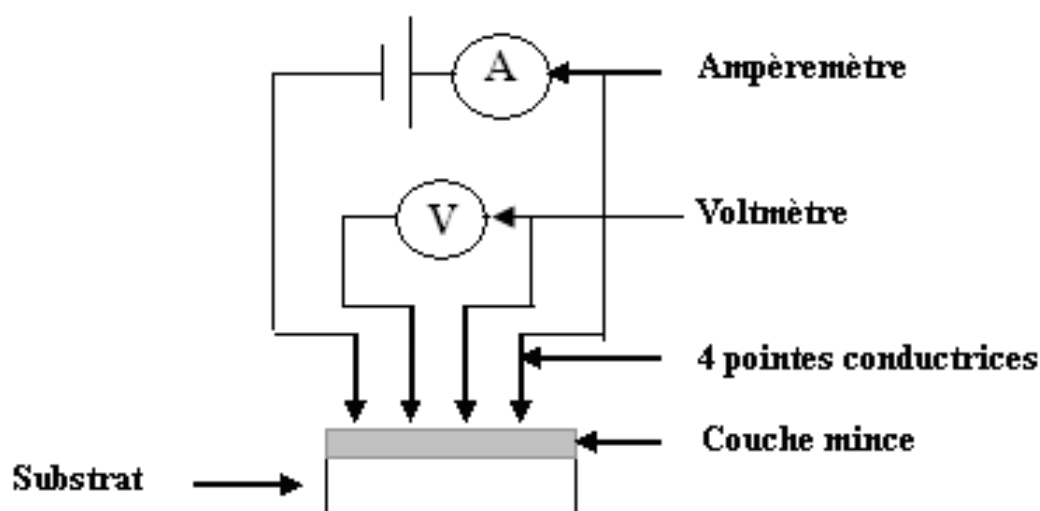 A
Ampèremètre
V
Voltmètre
4 pointes conductrices
Couche mince
Substrat